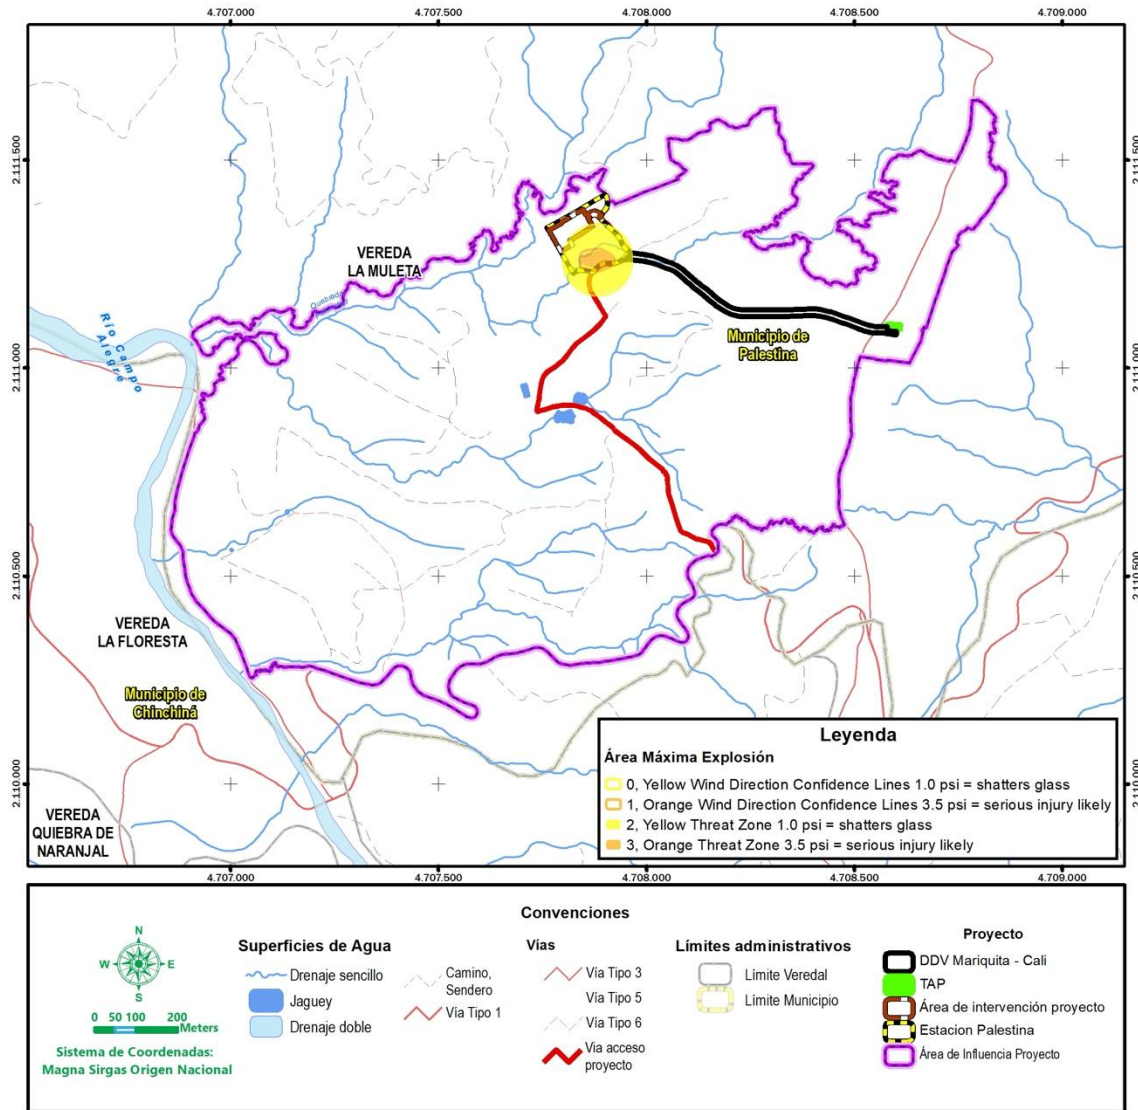 4.707.000 4.707.500 4.708.000 4.708.500 4.709.000
2.111.500
2.111.500
VEREDA
LA MULETA
Quebrada
Río Campo
Alegre
Municipio de
Palestina
2.111.000
2.111.000
2.110.500
2.110.500
VEREDA
LA FLORESTA
Municipio de
Chinchiná
2.110.000
2.110.000
VEREDA
QUIEBRA DE
NARANJAL
Leyenda
Área Máxima Explosión
0, Yellow Wind Direction Confidence Lines 1.0 psi = shatters glass
1, Orange Wind Direction Confidence Lines 3.5 psi = serious injury likely
2, Yellow Threat Zone 1.0 psi = shatters glass
3, Orange Threat Zone 3.5 psi = serious injury likely
4.707.000 4.707.500 4.708.000 4.708.500 4.709.000
Convenciones
N
W E
S
0 50 100 200
Meters
Sistema de Coordenadas:
Magna Sirgas Origen Nacional
Superficies de Agua
Drenaje sencillo
Jaguey
Drenaje doble
Camino,
Sendero
Vía Tipo 1
Vías
Vía Tipo 3
Vía Tipo 5
Vía Tipo 6
Via acceso
proyecto
Límites administrativos
Límite Veredal
Límite Municipio
Proyecto
DDV Mariquita - Cali
TAP
Área de intervención proyecto
Estacion Palestina
Área de Influencia Proyecto